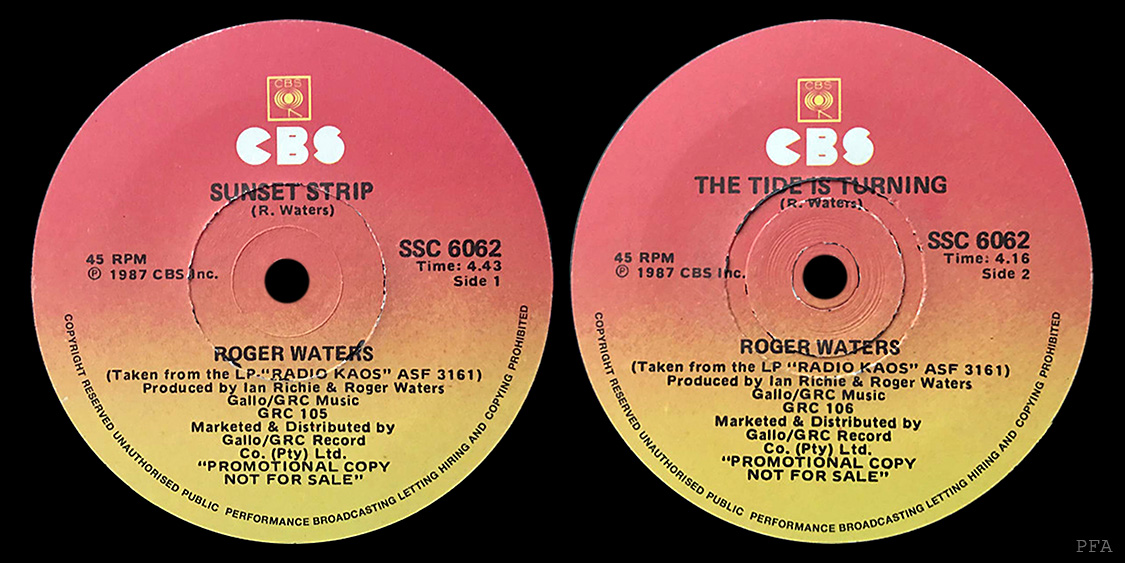 CBS
CBS
SUNSET STRIP
(R. Waters)
45 RPM
℗ 1987 CBS Inc.
SSC 6062
Time: 4.43
Side 1
ROGER WATERS
(Taken from the LP-"RADIO KAOS" ASF 3161)
Produced by Ian Richie & Roger Waters
Gallo/GRC Music
GRC 105
Marketed & Distributed by
Gallo/GRC Record
Co. (Pty) Ltd.
"PROMOTIONAL COPY
NOT FOR SALE"
COPYRIGHT RESERVED UNAUTHORISED PUBLIC PERFORMANCE BROADCASTING LETTING HIRING AND COPYING PROHIBITED
CBS
CBS
THE TIDE IS TURNING
(R. Waters)
45 RPM
℗ 1987 CBS Inc.
SSC 6062
Time: 4.16
Side 2
ROGER WATERS
(Taken from the LP "RADIO KAOS" ASF 3161)
Produced by Ian Richie & Roger Waters
Gallo/GRC Music
GRC 106
Marketed & Distributed by
Gallo/GRC Record
Co. (Pty) Ltd.
"PROMOTIONAL COPY
NOT FOR SALE"
COPYRIGHT RESERVED UNAUTHORISED PUBLIC PERFORMANCE BROADCASTING LETTING HIRING AND COPYING PROHIBITED
PFA